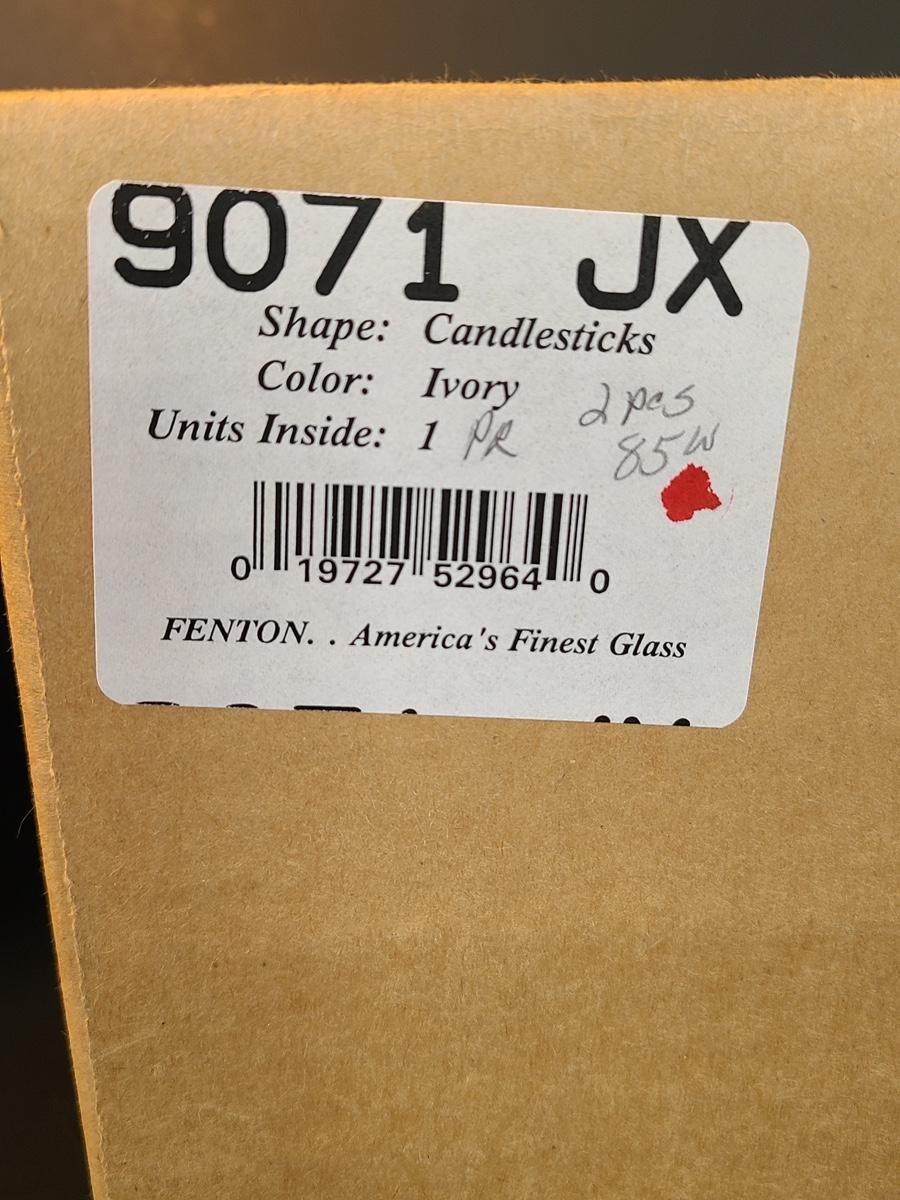 9071 JX
Shape: Candlesticks
Color: Ivory
2 pcs
Units Inside: 1 PR
85W
0 19727 52964 0
FENTON. . America's Finest Glass